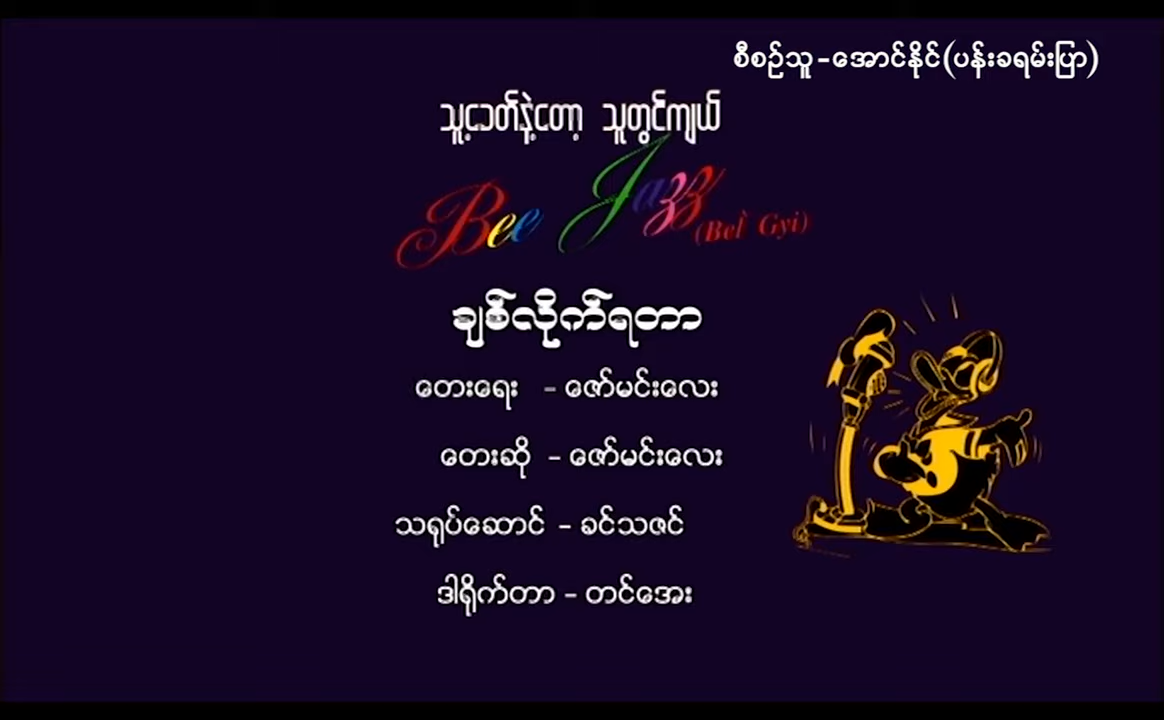 စီစဉ်သူ-အောင်နိုင်(ပန်းခရမ်းပြာ)
သူ့ခေတ်နဲ့တော့ သူတွင်ကျယ်
Bee Jazz (Bel Gyi)
ချစ်လိုက်ရတာ
တေးရေး - ဇော်မင်းလေး
တေးဆို - ဇော်မင်းလေး
သရုပ်ဆောင် - ခင်သဇင်
ဒါရိုက်တာ - တင်အေး